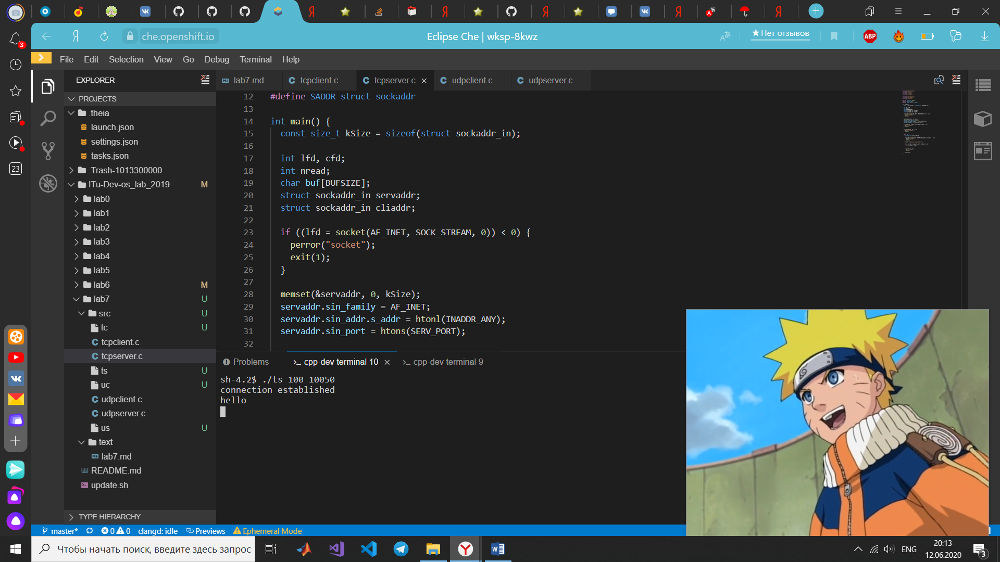 che.openshift.io
Eclipse Che | wksp-8kwz
★Нет отзывов
ABP
3
File Edit Selection View Go Debug Terminal Help
EXPLORER
lab7.md
tcpclient.c
tcpserver.c
udpclient.c
udpserver.c
PROJECTS
.theia
launch.json
settings.json
tasks.json
.Trash-1013300000
ITu-Dev-os_lab_2019 M
lab0
lab1
lab2
lab3
lab4
lab5
lab6 M
lab7 U
src U
tc U
tcpclient.c
tcpserver.c
ts U
uc U
udpclient.c
udpserver.c
us U
text
lab7.md
README.md
update.sh
TYPE HIERARCHY
23
12 #define SADDR struct sockaddr
13
14 int main() {
15 const size_t kSize = sizeof(struct sockaddr_in);
16
17 int lfd, cfd;
18 int nread;
19 char buf[BUFSIZE];
20 struct sockaddr_in servaddr;
21 struct sockaddr_in cliaddr;
22
23 if ((lfd = socket(AF_INET, SOCK_STREAM, 0)) < 0) {
24 perror("socket");
25 exit(1);
26 }
27
28 memset(&servaddr, 0, kSize);
29 servaddr.sin_family = AF_INET;
30 servaddr.sin_addr.s_addr = htonl(INADDR_ANY);
31 servaddr.sin_port = htons(SERV_PORT);
32
Problems
>_ cpp-dev terminal 10
>_ cpp-dev terminal 9
sh-4.2$ ./ts 100 10050
connection established
hello
master* 0 0 clangd: idle Previews Ephemeral Mode
Чтобы начать поиск, введите здесь запрос
ENG
20:13
12.06.2020
3